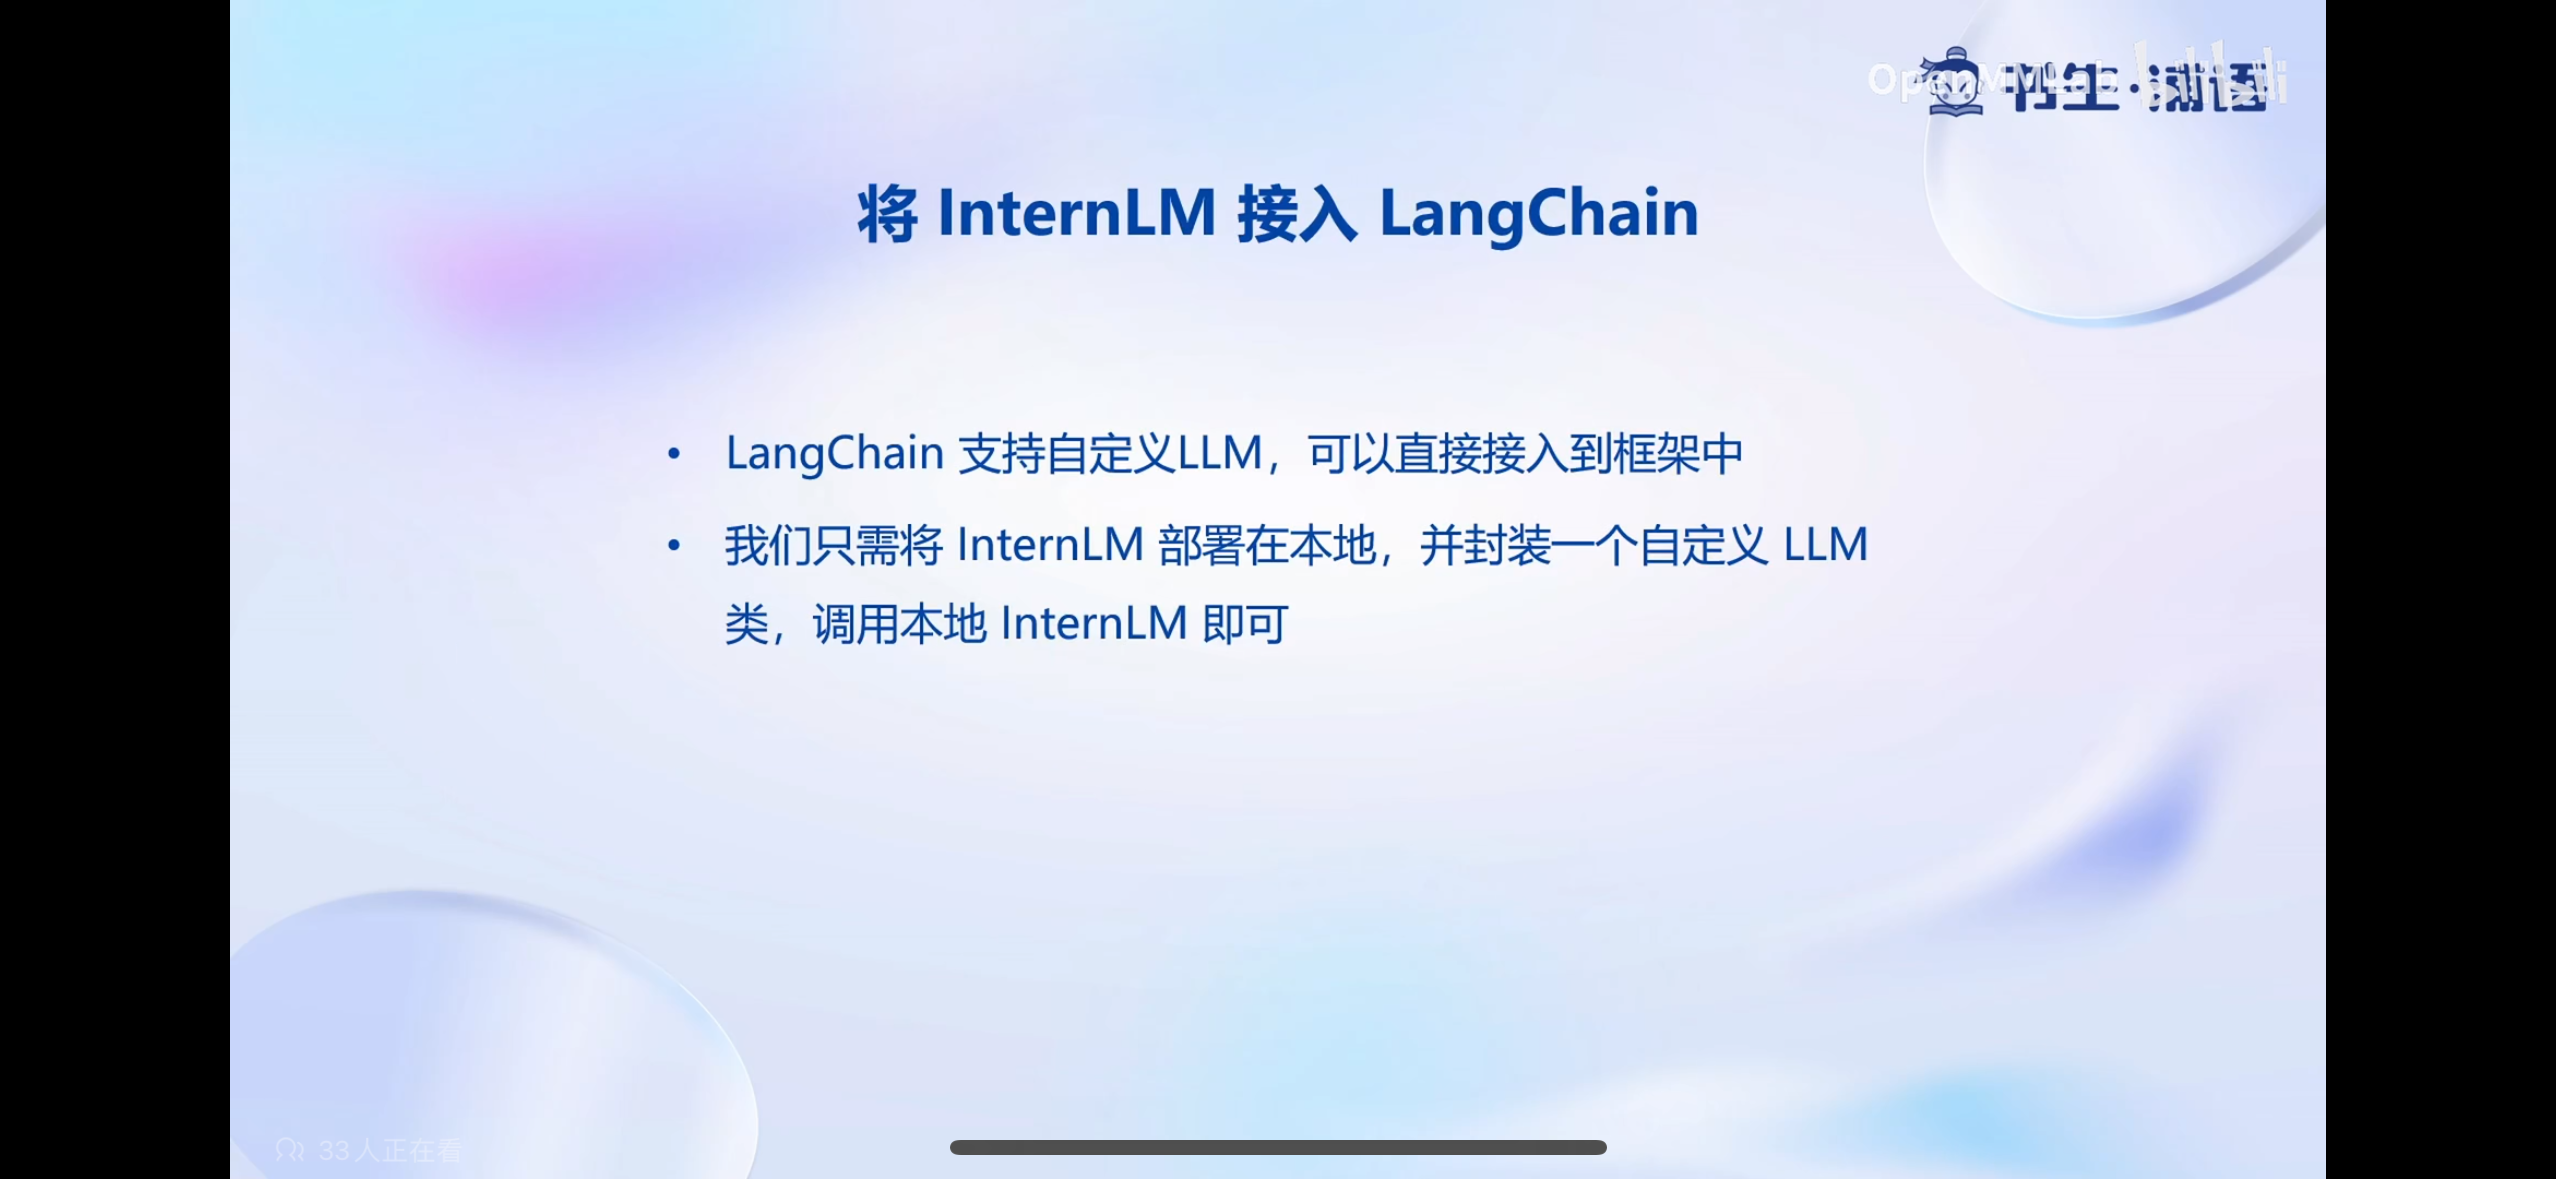 OpenMMLab bilibili
书生·浦语
将 InternLM 接入 LangChain
• LangChain 支持自定义LLM，可以直接接入到框架中
• 我们只需将 InternLM 部署在本地，并封装一个自定义 LLM
类，调用本地 InternLM 即可
33人正在看